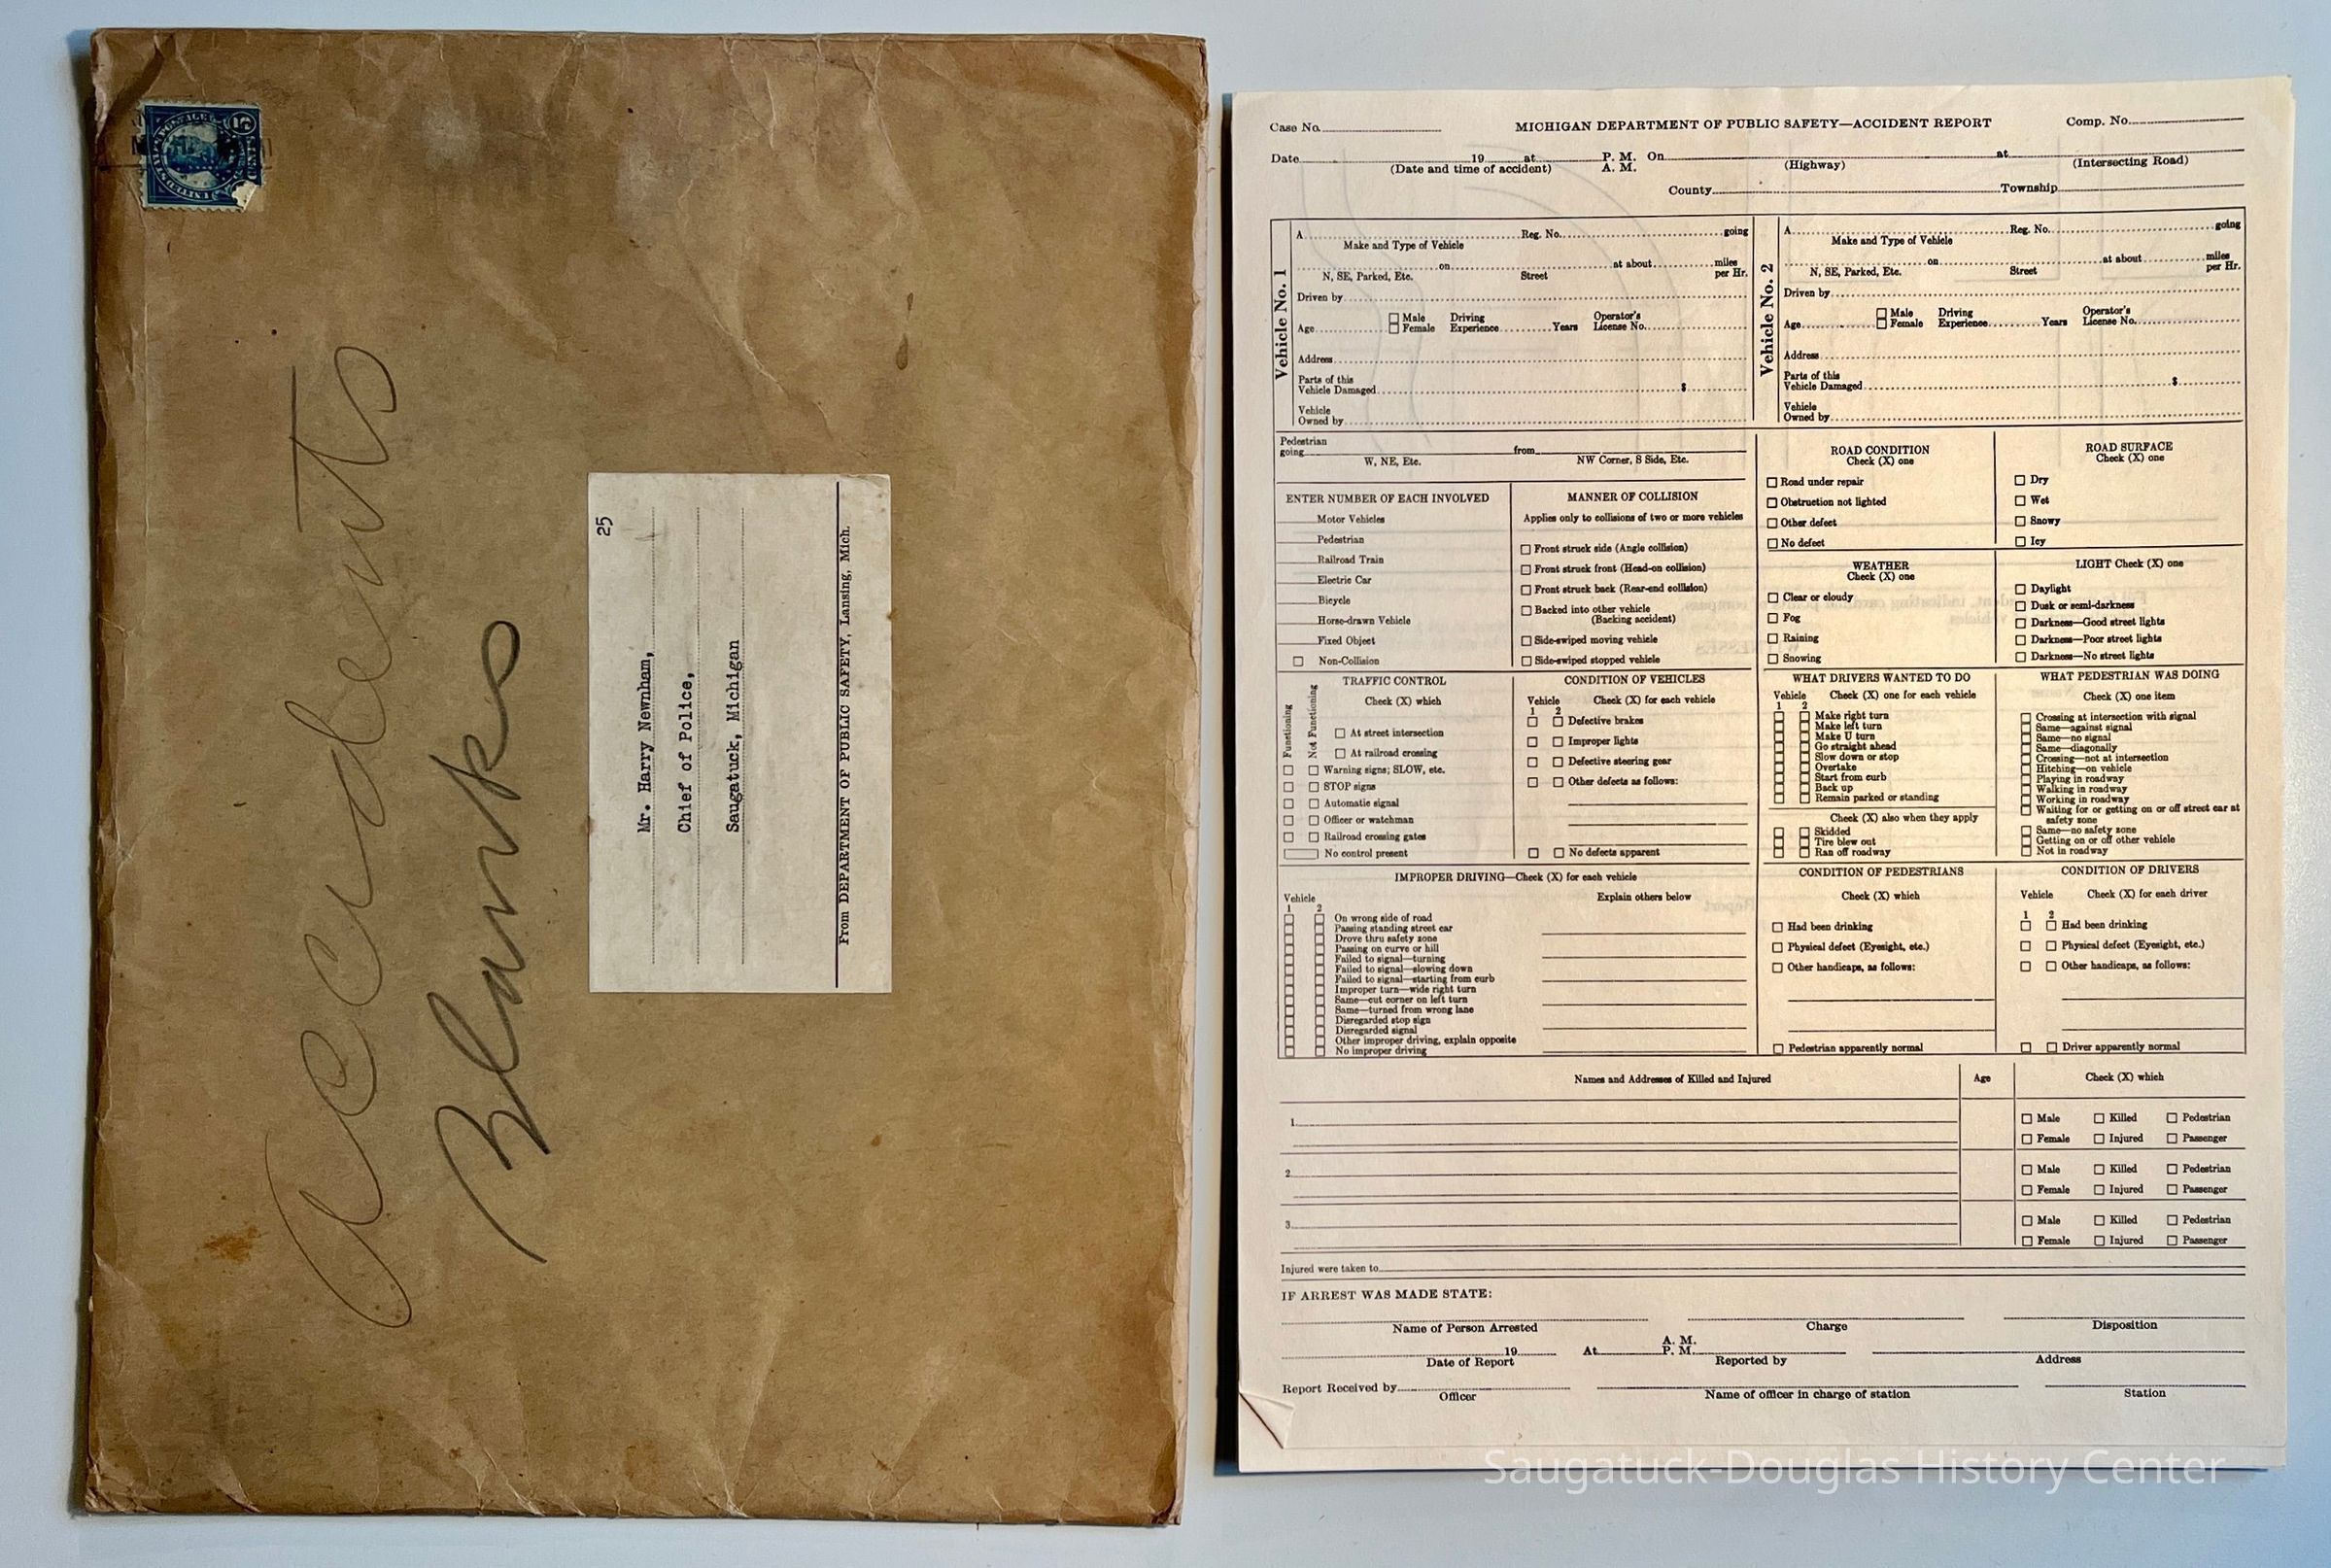 Accidents
Blanks
UNITED STATES POSTAGE
25
Mr. Harry Newnham,
Chief of Police,
Saugatuck, Michigan
From DEPARTMENT OF PUBLIC SAFETY, Lansing, Mich.
Case No. MICHIGAN DEPARTMENT OF PUBLIC SAFETY—ACCIDENT REPORT Comp. No.
Date 19 at P. M. On at
(Date and time of accident) A. M. (Highway) (Intersecting Road)
County Township
Vehicle No. 1
A Reg. No. going
Make and Type of Vehicle
on at about miles
N, SE, Parked, Etc. Street per Hr.
Driven by
Male Driving Operator's
Age Female Experience Years License No.
Address
Parts of this
Vehicle Damaged $
Vehicle
Owned by
Vehicle No. 2
A Reg. No. going
Make and Type of Vehicle
on at about miles
N, SE, Parked, Etc. Street per Hr.
Driven by
Male Driving Operator's
Age Female Experience Years License No.
Address
Parts of this
Vehicle Damaged $
Vehicle
Owned by
Pedestrian
going from
W, NE, Etc. NW Corner, S Side, Etc.
ROAD CONDITION
Check (X) one
Road under repair
Obstruction not lighted
Other defect
No defect
ROAD SURFACE
Check (X) one
Dry
Wet
Snowy
Icy
ENTER NUMBER OF EACH INVOLVED
Motor Vehicles
Pedestrian
Railroad Train
Electric Car
Bicycle
Horse-drawn Vehicle
Fixed Object
Non-Collision
MANNER OF COLLISION
Applies only to collisions of two or more vehicles
Front struck side (Angle collision)
Front struck front (Head-on collision)
Front struck back (Rear-end collision)
Backed into other vehicle
(Backing accident)
Side-swiped moving vehicle
Side-swiped stopped vehicle
WEATHER
Check (X) one
Clear or cloudy
Fog
Raining
Snowing
LIGHT Check (X) one
Daylight
Dusk or semi-darkness
Darkness—Good street lights
Darkness—Poor street lights
Darkness—No street lights
TRAFFIC CONTROL
Check (X) which
Functioning
Not Functioning
At street intersection
At railroad crossing
Warning signs; SLOW, etc.
STOP signs
Automatic signal
Officer or watchman
Railroad crossing gates
No control present
CONDITION OF VEHICLES
Vehicle Check (X) for each vehicle
1 2
Defective brakes
Improper lights
Defective steering gear
Other defects as follows:
No defects apparent
WHAT DRIVERS WANTED TO DO
Vehicle Check (X) one for each vehicle
1 2
Make right turn
Make left turn
Make U turn
Go straight ahead
Slow down or stop
Overtake
Start from curb
Back up
Remain parked or standing
Check (X) also when they apply
Skidded
Tire blew out
Ran off roadway
WHAT PEDESTRIAN WAS DOING
Check (X) one item
Crossing at intersection with signal
Same—against signal
Same—no signal
Same—diagonally
Crossing—not at intersection
Hitching—on vehicle
Playing in roadway
Walking in roadway
Working in roadway
Waiting for or getting on or off street car at
safety zone
Same—no safety zone
Getting on or off other vehicle
Not in roadway
IMPROPER DRIVING—Check (X) for each vehicle
Vehicle Explain others below
1 2
On wrong side of road
Passing standing street car
Drove thru safety zone
Passing on curve or hill
Failed to signal—turning
Failed to signal—slowing down
Failed to signal—starting from curb
Improper turn—wide right turn
Same—cut corner on left turn
Same—turned from wrong lane
Disregarded stop sign
Disregarded signal
Other improper driving, explain opposite
No improper driving
CONDITION OF PEDESTRIANS
Check (X) which
Had been drinking
Physical defect (Eyesight, etc.)
Other handicaps, as follows:
Pedestrian apparently normal
CONDITION OF DRIVERS
Vehicle Check (X) for each driver
1 2
Had been drinking
Physical defect (Eyesight, etc.)
Other handicaps, as follows:
Driver apparently normal
Names and Addresses of Killed and Injured Age Check (X) which
1. Male Killed Pedestrian
Female Injured Passenger
2 Male Killed Pedestrian
Female Injured Passenger
3 Male Killed Pedestrian
Female Injured Passenger
Injured were taken to
IF ARREST WAS MADE STATE:
Name of Person Arrested Charge Disposition
19 At A. M.
P. M.
Date of Report Reported by Address
Report Received by
Officer Name of officer in charge of station Station
Saugatuck-Douglas History Center